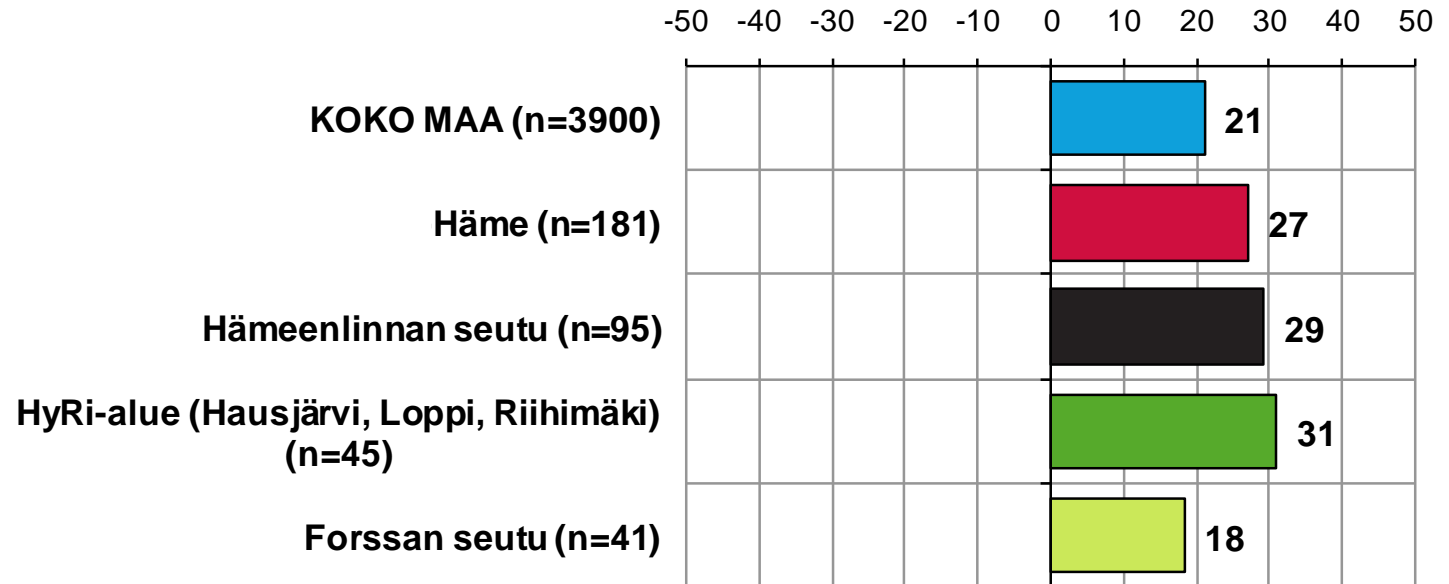 -50 -40 -30 -20 -10 0 10 20 30 40 50
KOKO MAA (n=3900) 21
Häme (n=181) 27
Hämeenlinnan seutu (n=95) 29
HyRi-alue (Hausjärvi, Loppi, Riihimäki)
(n=45) 31
Forssan seutu (n=41) 18